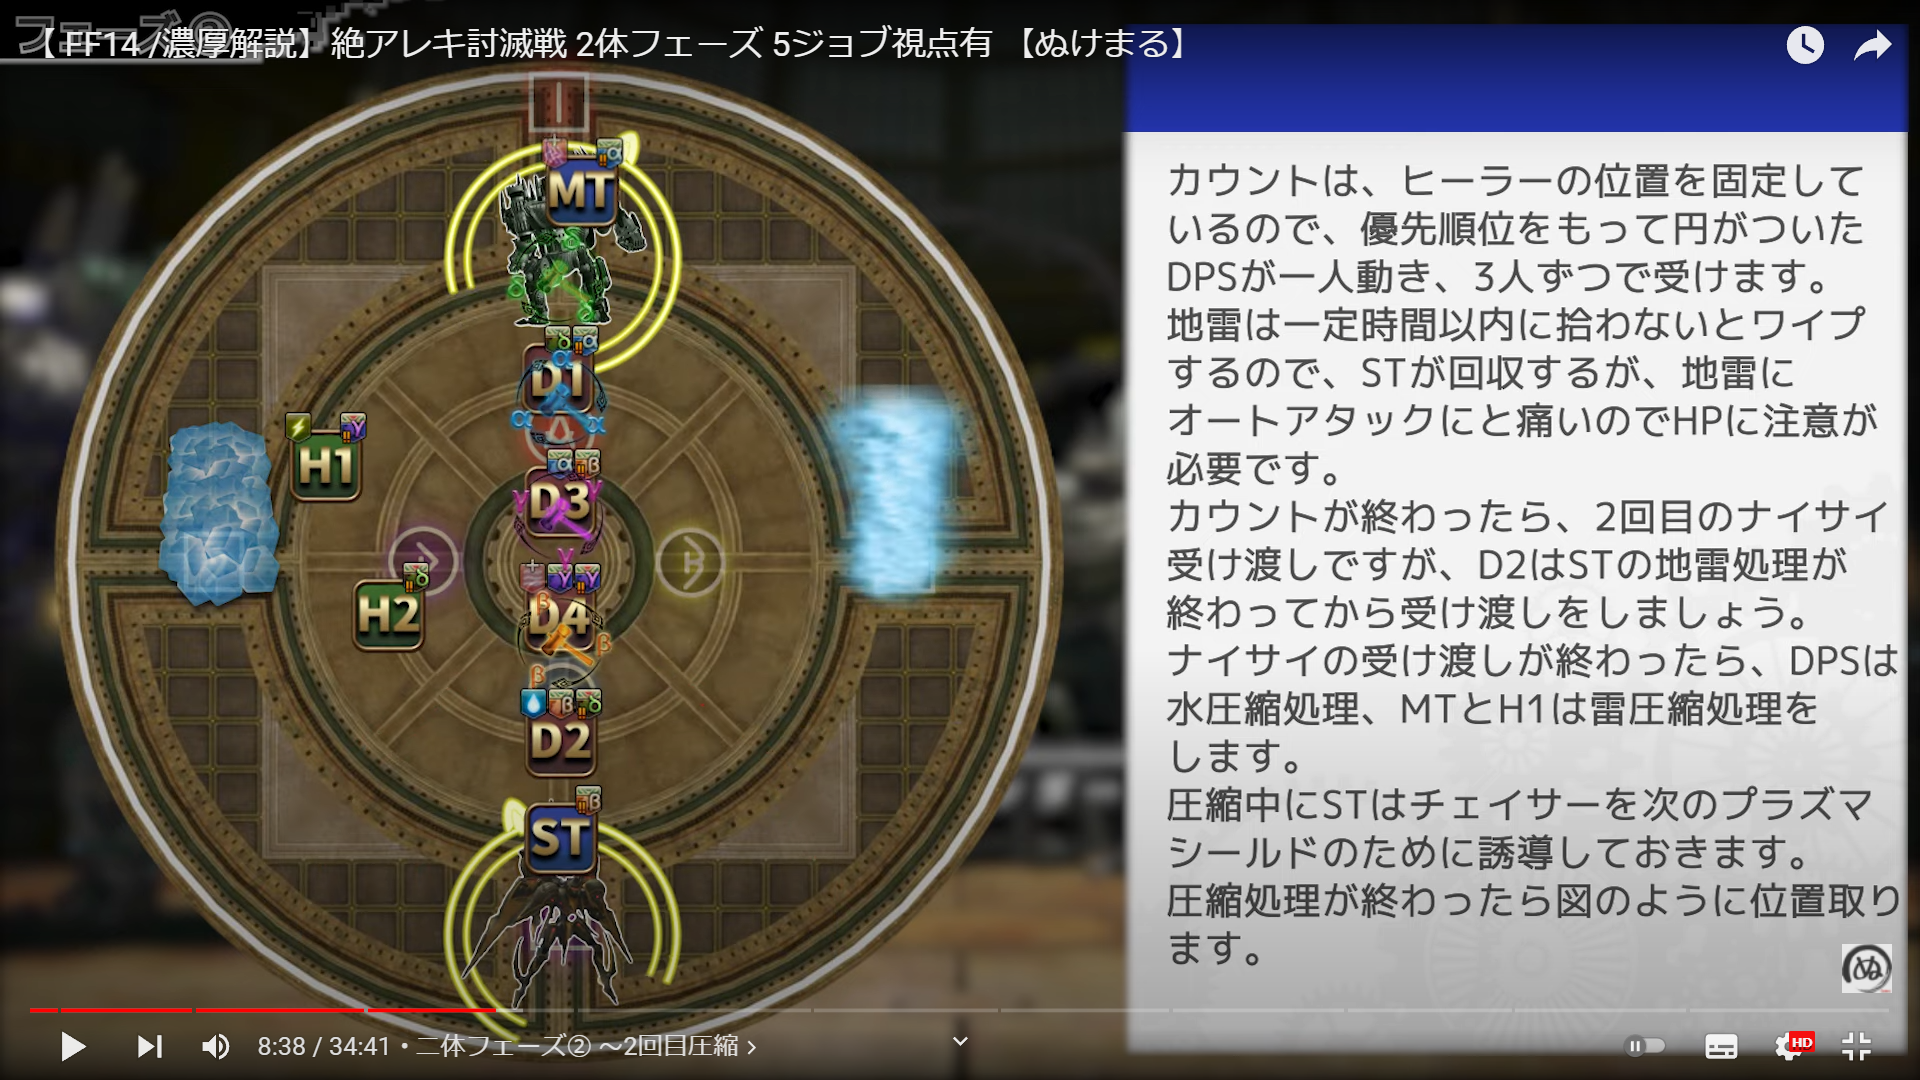 フェーズ②
【 FF14 /濃厚解説】絶アレキ討滅戦 2体フェーズ 5ジョブ視点有 【ぬけまる】
カウントは、ヒーラーの位置を固定して
いるので、優先順位をもって円がついた
DPSが一人動き、3人ずつで受けます。
地雷は一定時間以内に拾わないとワイプ
するので、STが回収するが、地雷に
オートアタックにと痛いのでHPに注意が
必要です。
カウントが終わったら、2回目のナイサイ
受け渡しですが、D2はSTの地雷処理が
終わってから受け渡しをしましょう。
ナイサイの受け渡しが終わったら、DPSは
水圧縮処理、MTとH1は雷圧縮処理を
します。
圧縮中にSTはチェイサーを次のプラズマ
シールドのために誘導しておきます。
圧縮処理が終わったら図のように位置取り
ます。
MT
α
δ
α
D1
α
α
α
γ
H1
α
β
D3
γ
γ
γ
δ
H2
γ
γ
D4
β
β
β
β
δ
D2
β
ST
ぬ
8:38 / 34:41・二体フェーズ② ～2回目圧縮
HD